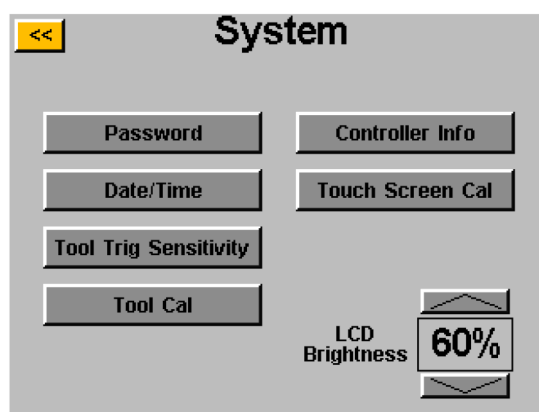 <<
System
Password
Controller Info
Date/Time
Touch Screen Cal
Tool Trig Sensitivity
Tool Cal
LCD
Brightness
60%